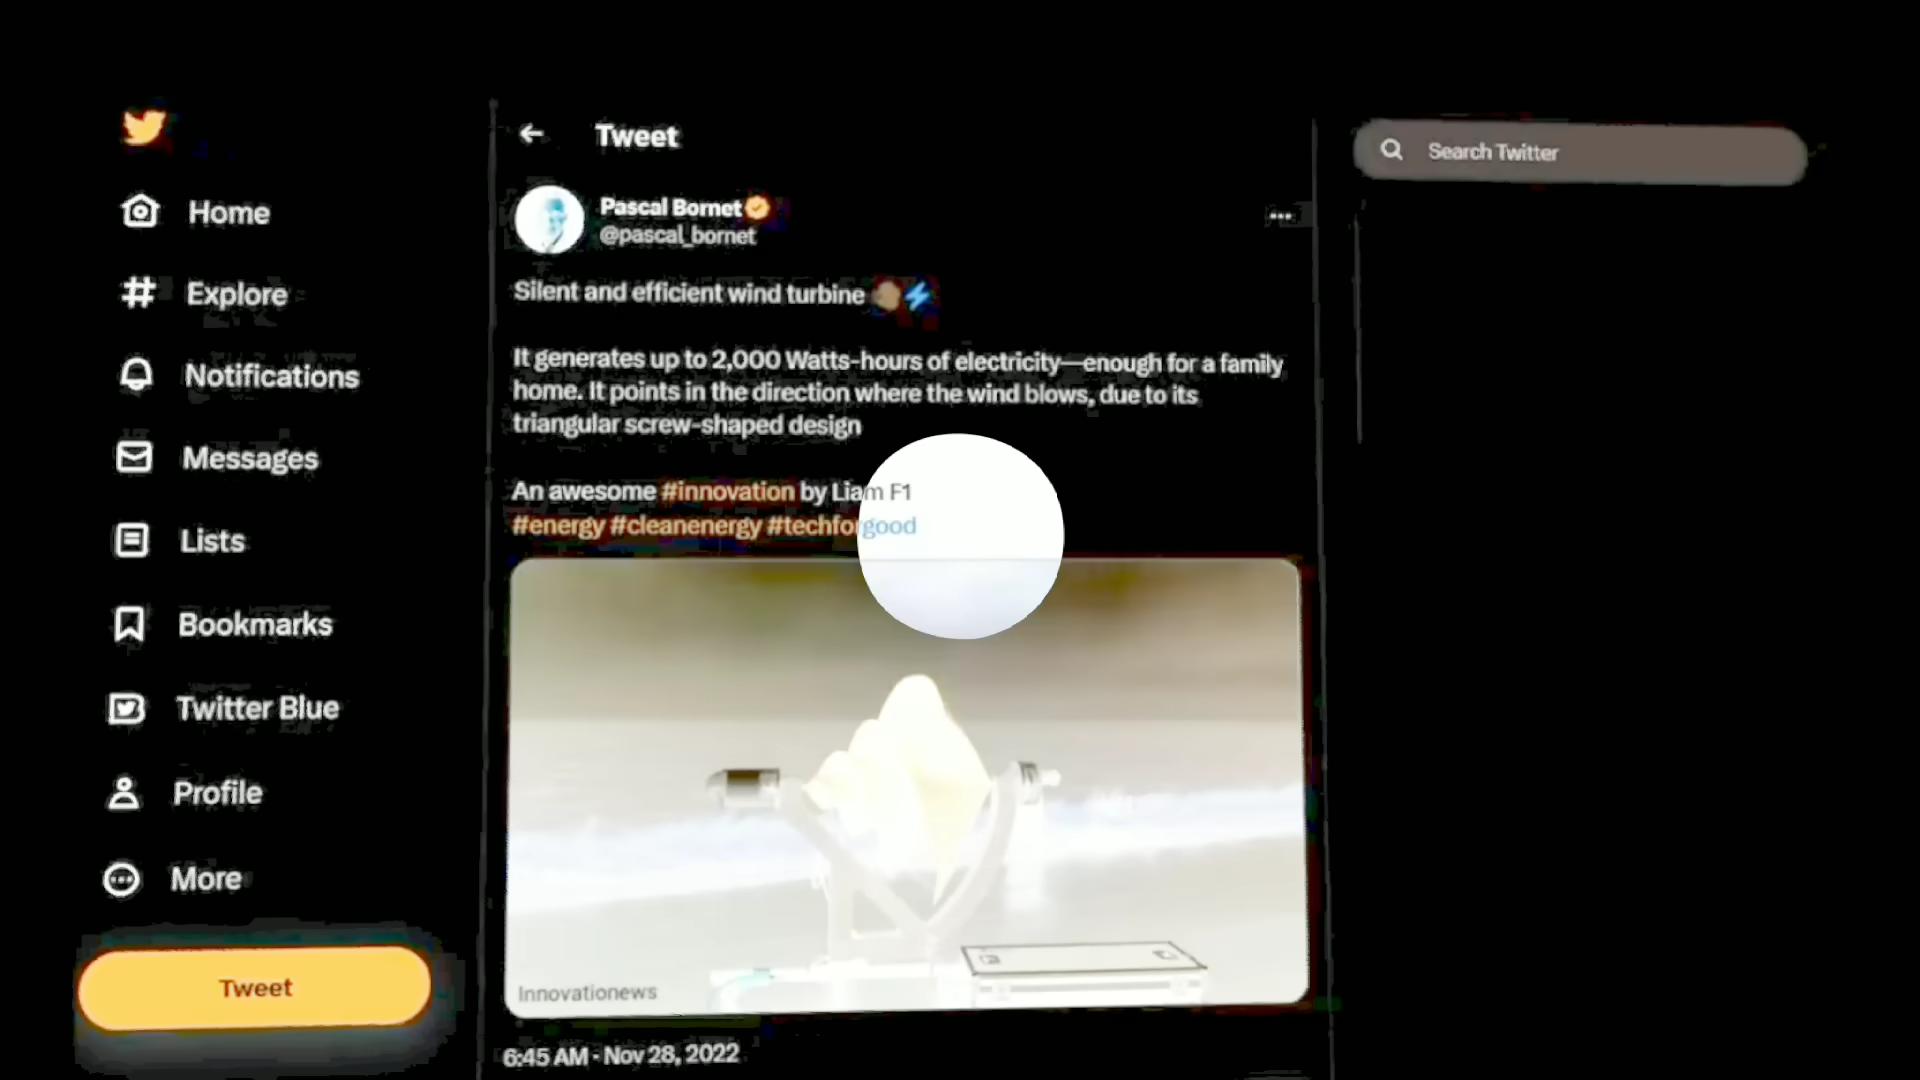 Tweet
Search Twitter
Home
Explore
Notifications
Messages
Lists
Bookmarks
Twitter Blue
Profile
More
Tweet
Pascal Bornet
@pascal_bornet
Silent and efficient wind turbine
It generates up to 2,000 Watts-hours of electricity—enough for a family
home. It points in the direction where the wind blows, due to its
triangular screw-shaped design
An awesome #innovation by Liam F1
#energy #cleanenergy #techforgood
Innovationews
6:45 AM · Nov 28, 2022